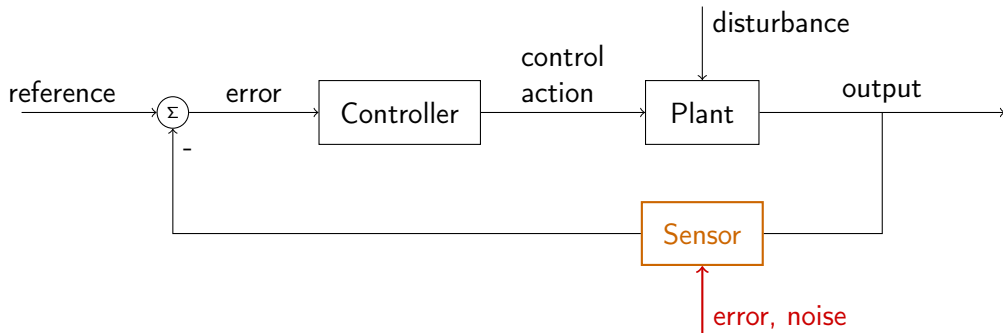 disturbance
control
reference
error
action
output
Σ
Controller
Plant
-
Sensor
error, noise